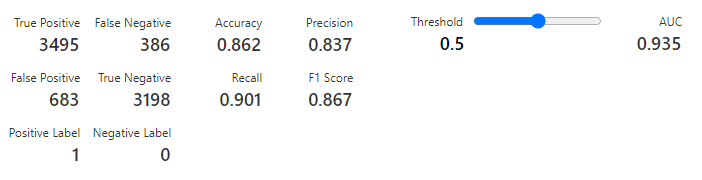 True Positive False Negative Accuracy Precision Threshold AUC
3495 386 0.862 0.837 0.5 0.935
False Positive True Negative Recall F1 Score
683 3198 0.901 0.867
Positive Label Negative Label
1 0